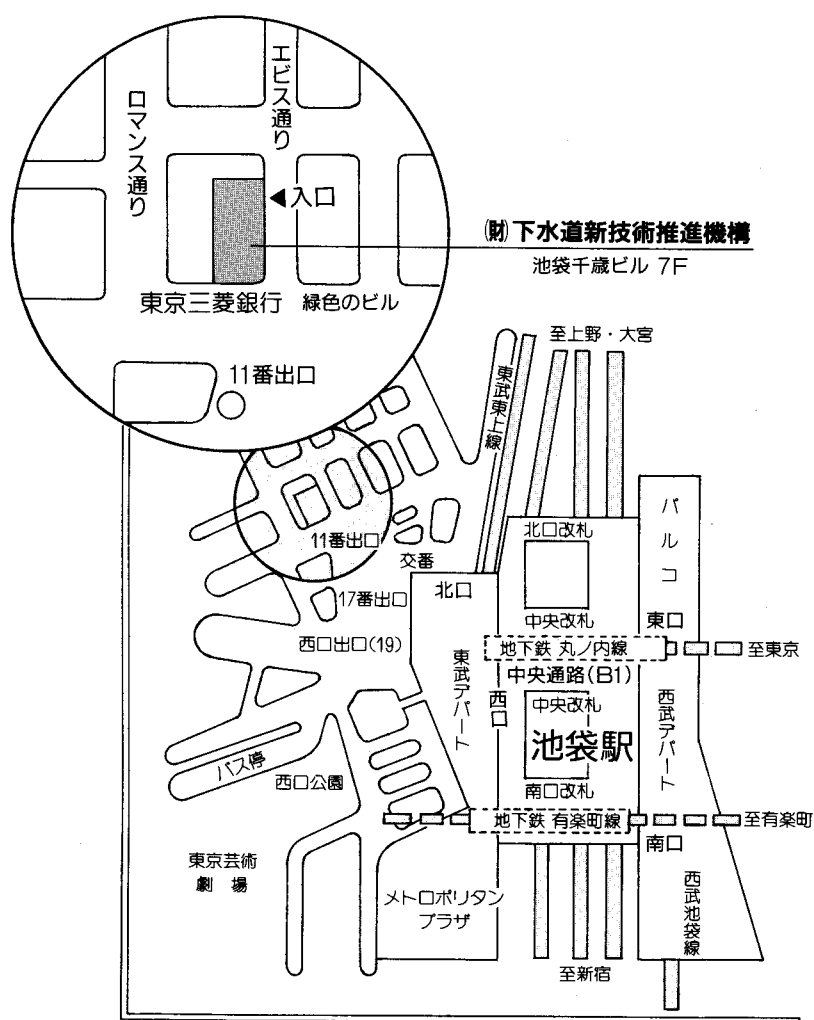 ロマンス通り
エビス通り
入口
㈶下水道新技術推進機構
池袋千歳ビル 7F
東京三菱銀行
緑色のビル
11番出口
至上野・大宮
東武東上線
パルコ
11番出口
交番
北口改札
北口
17番出口
中央改札
東口
西口出口(19)
地下鉄 丸ノ内線
至東京
中央通路(B1)
東武デパート
西口
中央改札
西武デパート
池袋駅
バス停
西口公園
南口改札
地下鉄 有楽町線
至有楽町
南口
東京芸術
劇 場
メトロポリタン
プラザ
西武池袋線
至新宿